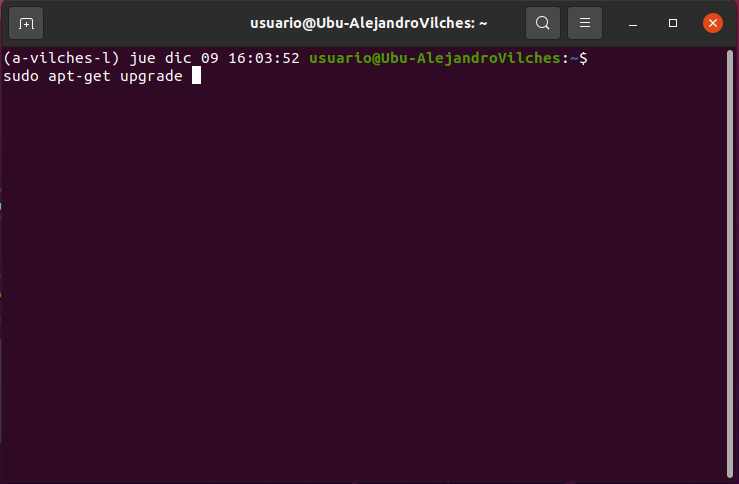 usuario@Ubu-AlejandroVilches: ~
(a-vilches-l) jue dic 09 16:03:52 usuario@Ubu-AlejandroVilches:~$
sudo apt-get upgrade